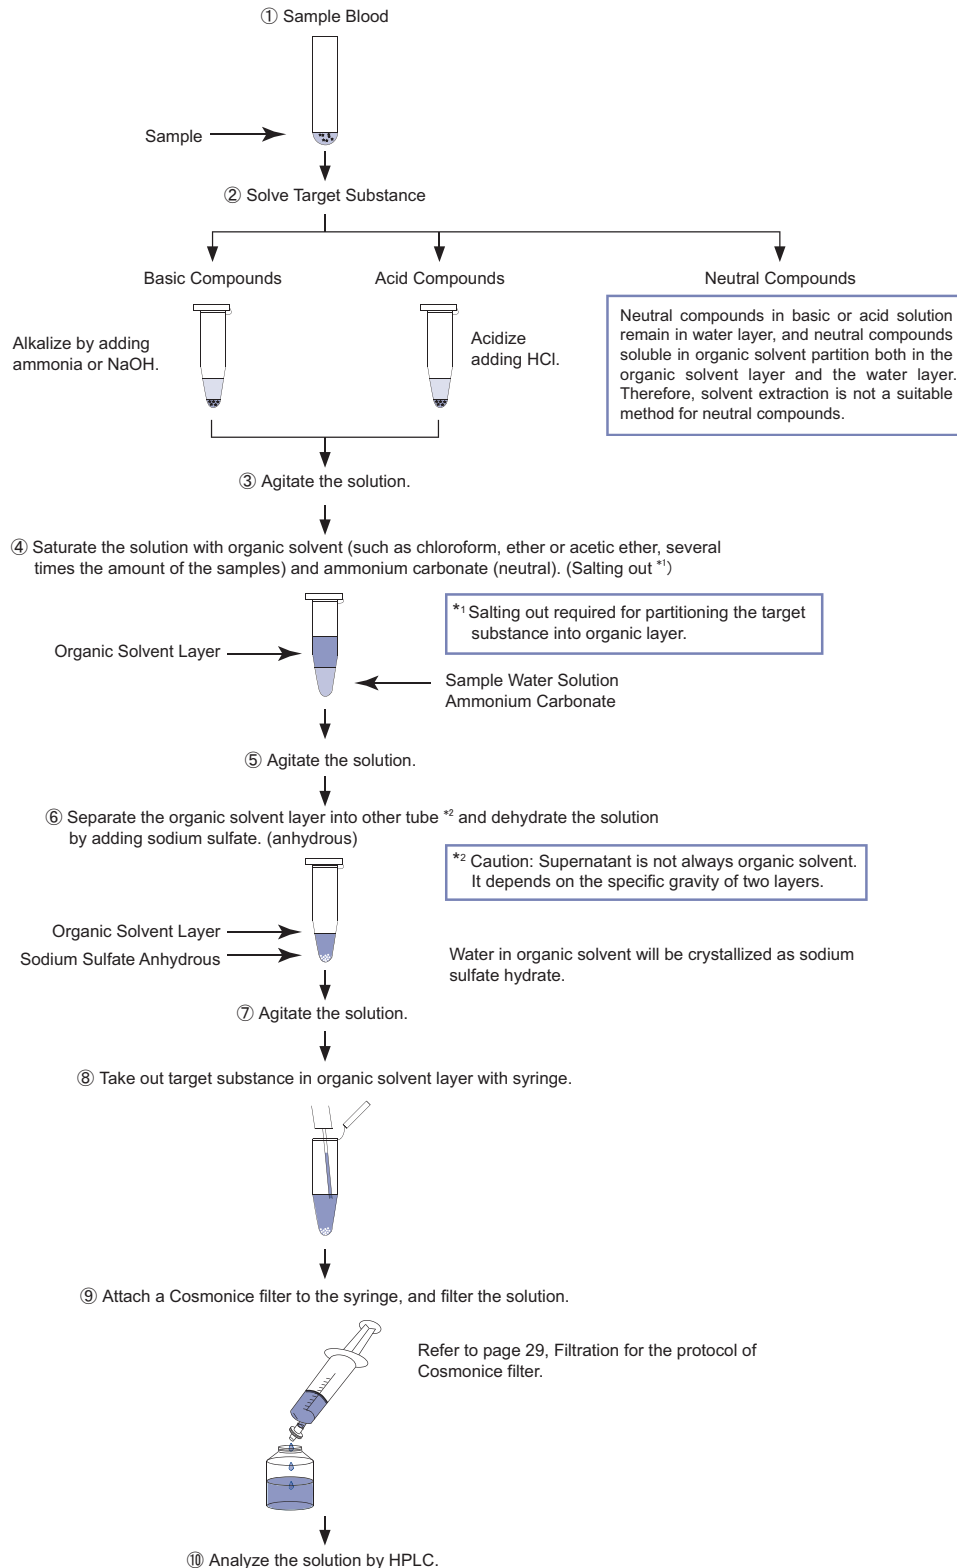 ① Sample Blood
Sample
② Solve Target Substance
Basic Compounds
Acid Compounds
Neutral Compounds
Alkalize by adding
ammonia or NaOH.
Acidize
adding HCl.
Neutral compounds in basic or acid solution
remain in water layer, and neutral compounds
soluble in organic solvent partition both in the
organic solvent layer and the water layer.
Therefore, solvent extraction is not a suitable
method for neutral compounds.
③ Agitate the solution.
④ Saturate the solution with organic solvent (such as chloroform, ether or acetic ether, several
times the amount of the samples) and ammonium carbonate (neutral). (Salting out *1)
*1 Salting out required for partitioning the target
substance into organic layer.
Organic Solvent Layer
Sample Water Solution
Ammonium Carbonate
⑤ Agitate the solution.
⑥ Separate the organic solvent layer into other tube *2 and dehydrate the solution
by adding sodium sulfate. (anhydrous)
*2 Caution: Supernatant is not always organic solvent.
It depends on the specific gravity of two layers.
Organic Solvent Layer
Sodium Sulfate Anhydrous
Water in organic solvent will be crystallized as sodium
sulfate hydrate.
⑦ Agitate the solution.
⑧ Take out target substance in organic solvent layer with syringe.
⑨ Attach a Cosmonice filter to the syringe, and filter the solution.
Refer to page 29, Filtration for the protocol of
Cosmonice filter.
⑩ Analyze the solution by HPLC.